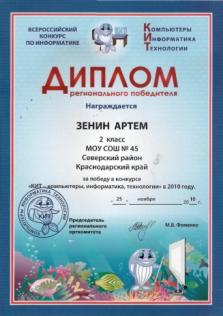 ВСЕРОССИЙСКИЙ
КОНКУРС
ПО ИНФОРМАТИКЕ
КИТ
КОМПЬЮТЕРЫ
ИНФОРМАТИКА
ТЕХНОЛОГИИ
ДИПЛОМ
регионального победителя
Награждается
ЗЕНИН АРТЕМ
2 класс
МОУ СОШ № 45
Северский район
Краснодарский край
за победу в конкурсе
«КИТ – компьютеры, информатика, технологии» в 2010 году.
25 ноября 2010 г.
Председатель
регионального
оргкомитета
М.В. Фоменко